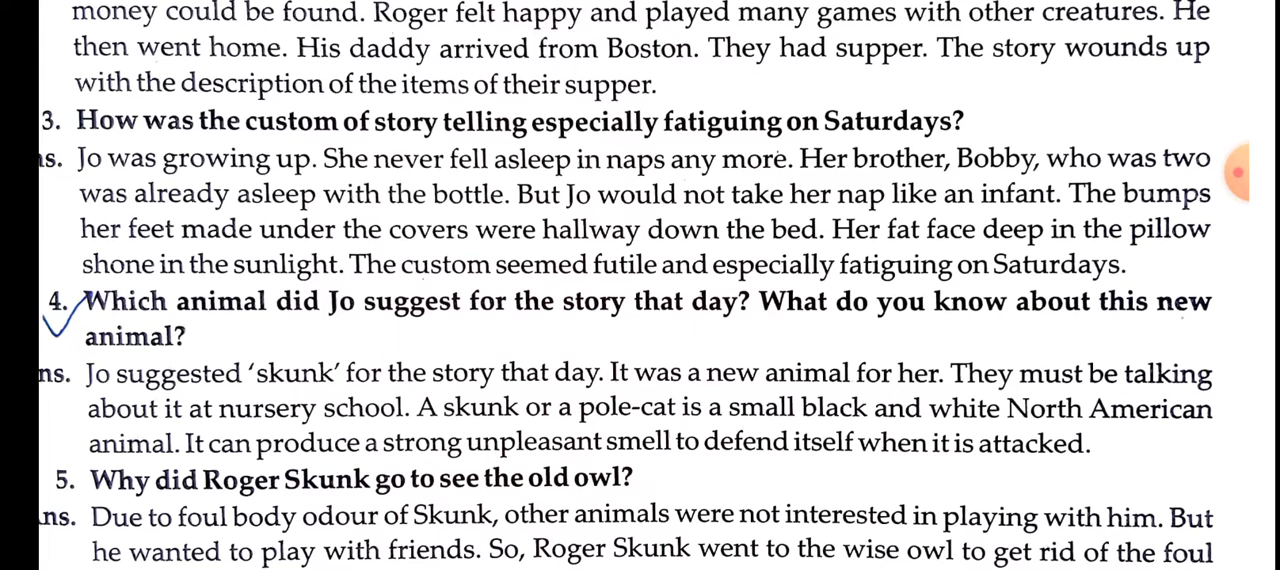 money could be found. Roger felt happy and played many games with other creatures. He
then went home. His daddy arrived from Boston. They had supper. The story wounds up
with the description of the items of their supper.
3. How was the custom of story telling especially fatiguing on Saturdays?
s. Jo was growing up. She never fell asleep in naps any more. Her brother, Bobby, who was two
was already asleep with the bottle. But Jo would not take her nap like an infant. The bumps
her feet made under the covers were hallway down the bed. Her fat face deep in the pillow
shone in the sunlight. The custom seemed futile and especially fatiguing on Saturdays.
4. Which animal did Jo suggest for the story that day? What do you know about this new
animal?
ns. Jo suggested ‘skunk’ for the story that day. It was a new animal for her. They must be talking
about it at nursery school. A skunk or a pole-cat is a small black and white North American
animal. It can produce a strong unpleasant smell to defend itself when it is attacked.
5. Why did Roger Skunk go to see the old owl?
ns. Due to foul body odour of Skunk, other animals were not interested in playing with him. But
he wanted to play with friends. So, Roger Skunk went to the wise owl to get rid of the foul